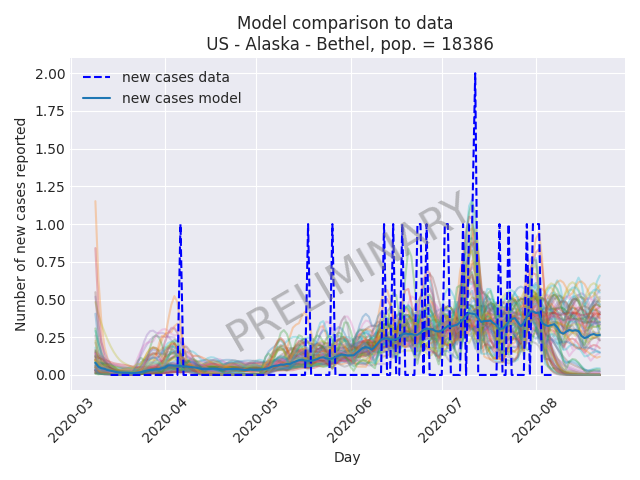 Model comparison to data
US - Alaska - Bethel, pop. = 18386
new cases data
new cases model
2.00
1.75
1.50
1.25
1.00
0.75
0.50
0.25
0.00
Number of new cases reported
PRELIMINARY
2020-03
2020-04
2020-05
2020-06
2020-07
2020-08
Day